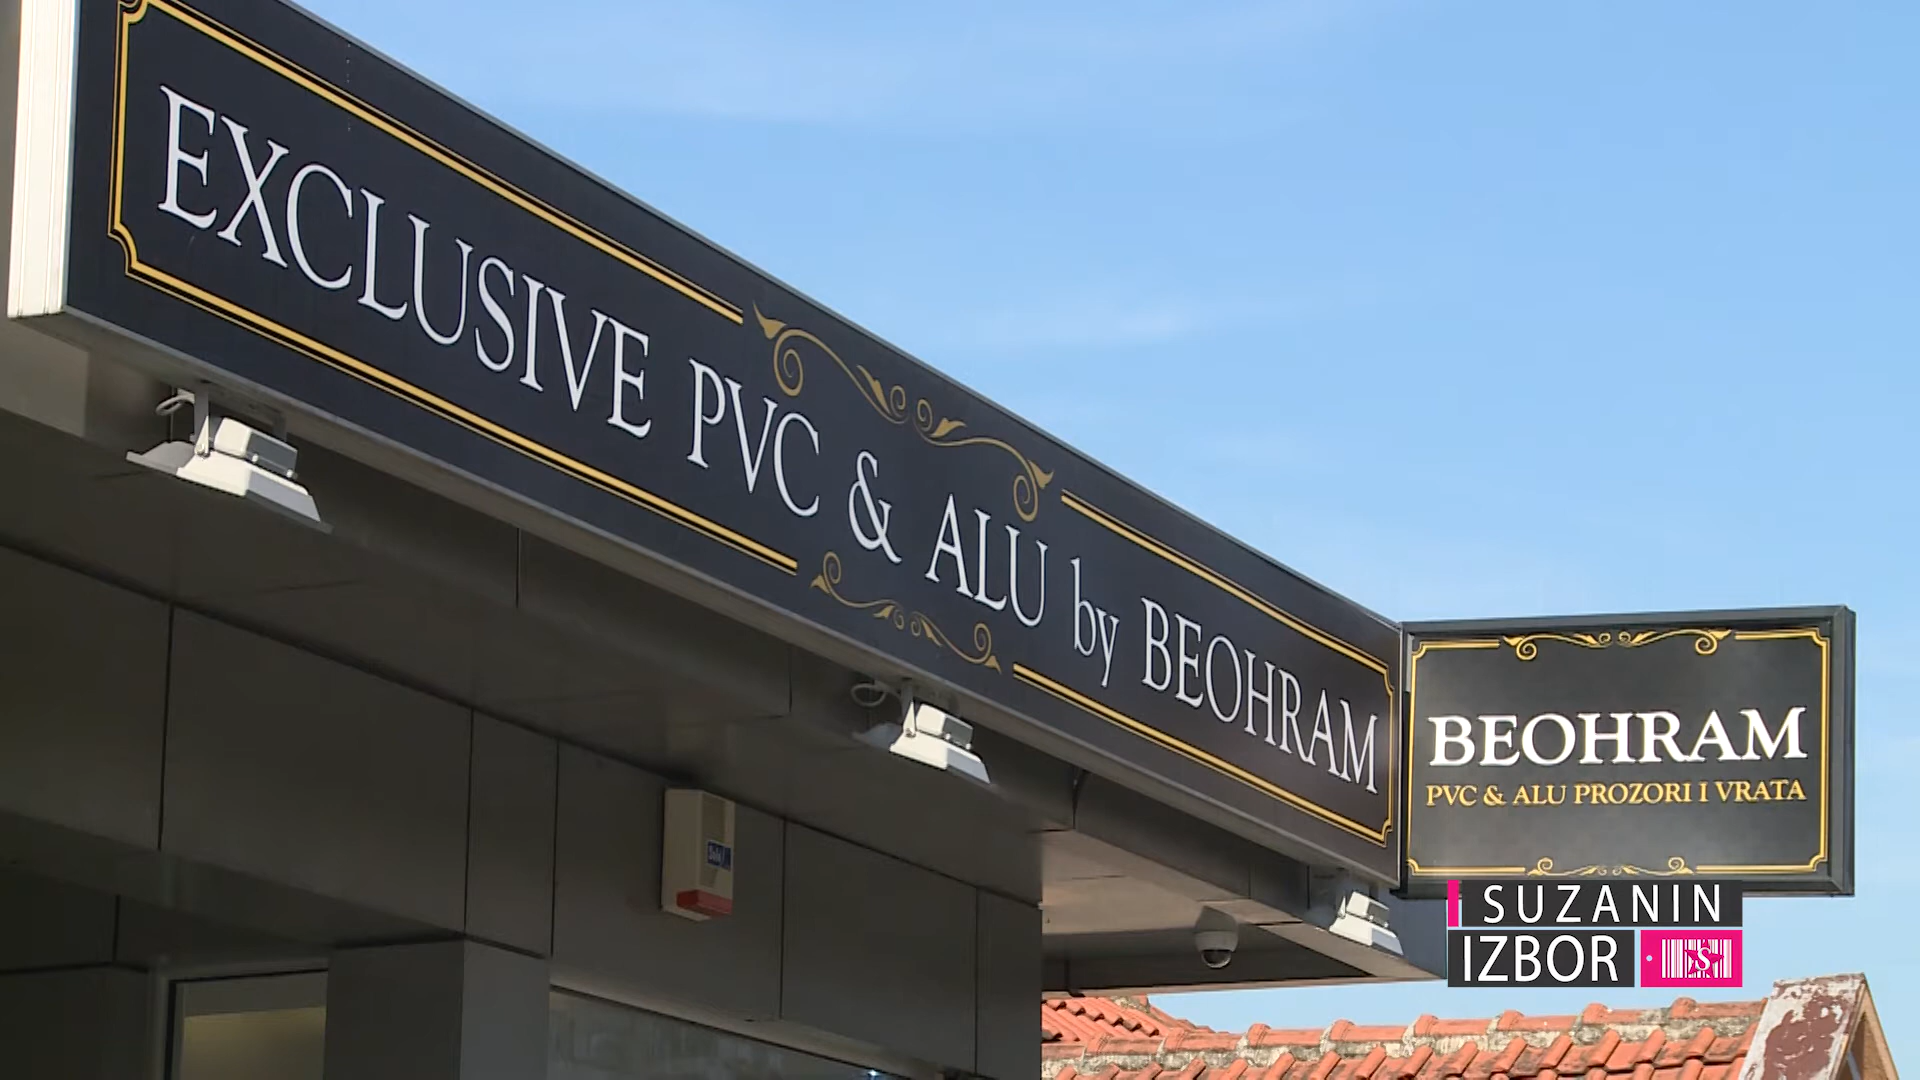 EXCLUSIVE PVC & ALU by BEOHRAM
BEOHRAM
PVC & ALU PROZORI I VRATA
SUZANIN
IZBOR
S